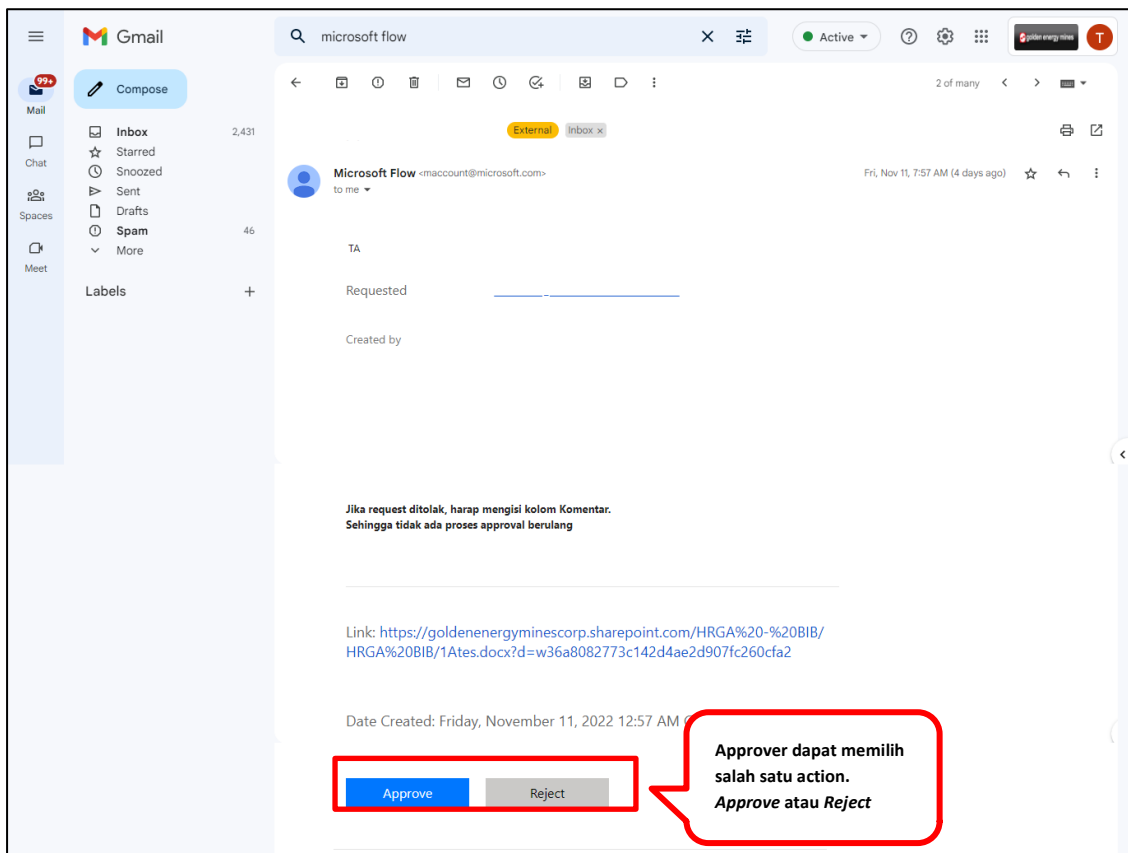 Gmail
microsoft flow
Active
golden energy mines
T
99+
Mail
Compose
2 of many
Inbox 2,431
External Inbox x
Starred
Chat
Snoozed
Microsoft Flow <maccount@microsoft.com>
Fri, Nov 11, 7:57 AM (4 days ago)
to me
Sent
Spaces
Drafts
Spam 46
More
Meet
TA
Labels
Requested
Created by
Jika request ditolak, harap mengisi kolom Komentar.
Sehingga tidak ada proses approval berulang
Link: https://goldenenergyminescorp.sharepoint.com/HRGA%20-%20BIB/
HRGA%20BIB/1Ates.docx?d=w36a8082773c142d4ae2d907fc260cfa2
Date Created: Friday, November 11, 2022 12:57 AM
Approver dapat memilih
salah satu action.
Approve atau Reject
Approve
Reject